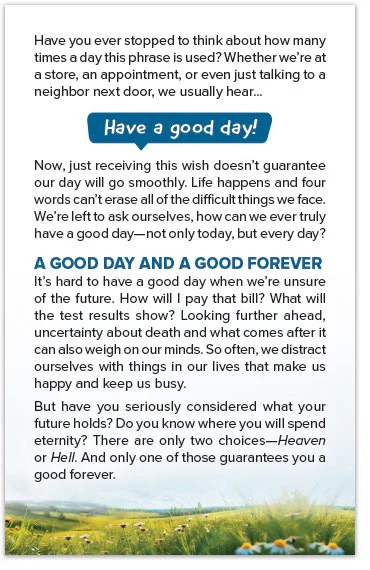 Have you ever stopped to think about how many
times a day this phrase is used? Whether we're at
a store, an appointment, or even just talking to a
neighbor next door, we usually hear...
Have a good day!
Now, just receiving this wish doesn't guarantee
our day will go smoothly. Life happens and four
words can't erase all of the difficult things we face.
We're left to ask ourselves, how can we ever truly
have a good day—not only today, but every day?
A GOOD DAY AND A GOOD FOREVER
It's hard to have a good day when we're unsure
of the future. How will I pay that bill? What will
the test results show? Looking further ahead,
uncertainty about death and what comes after it
can also weigh on our minds. So often, we distract
ourselves with things in our lives that make us
happy and keep us busy.
But have you seriously considered what your
future holds? Do you know where you will spend
eternity? There are only two choices—Heaven
or Hell. And only one of those guarantees you a
good forever.